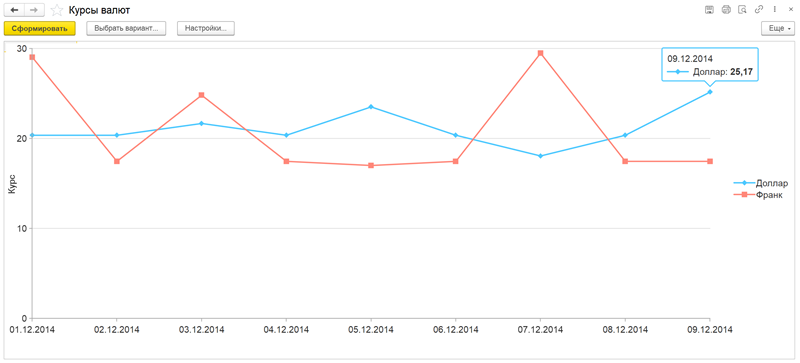 Курсы валют
Сформировать
Выбрать вариант...
Настройки...
Еще
09.12.2014
Доллар: 25,17
30
20
10
0
Курс
Доллар
Франк
01.12.2014 02.12.2014 03.12.2014 04.12.2014 05.12.2014 06.12.2014 07.12.2014 08.12.2014 09.12.2014